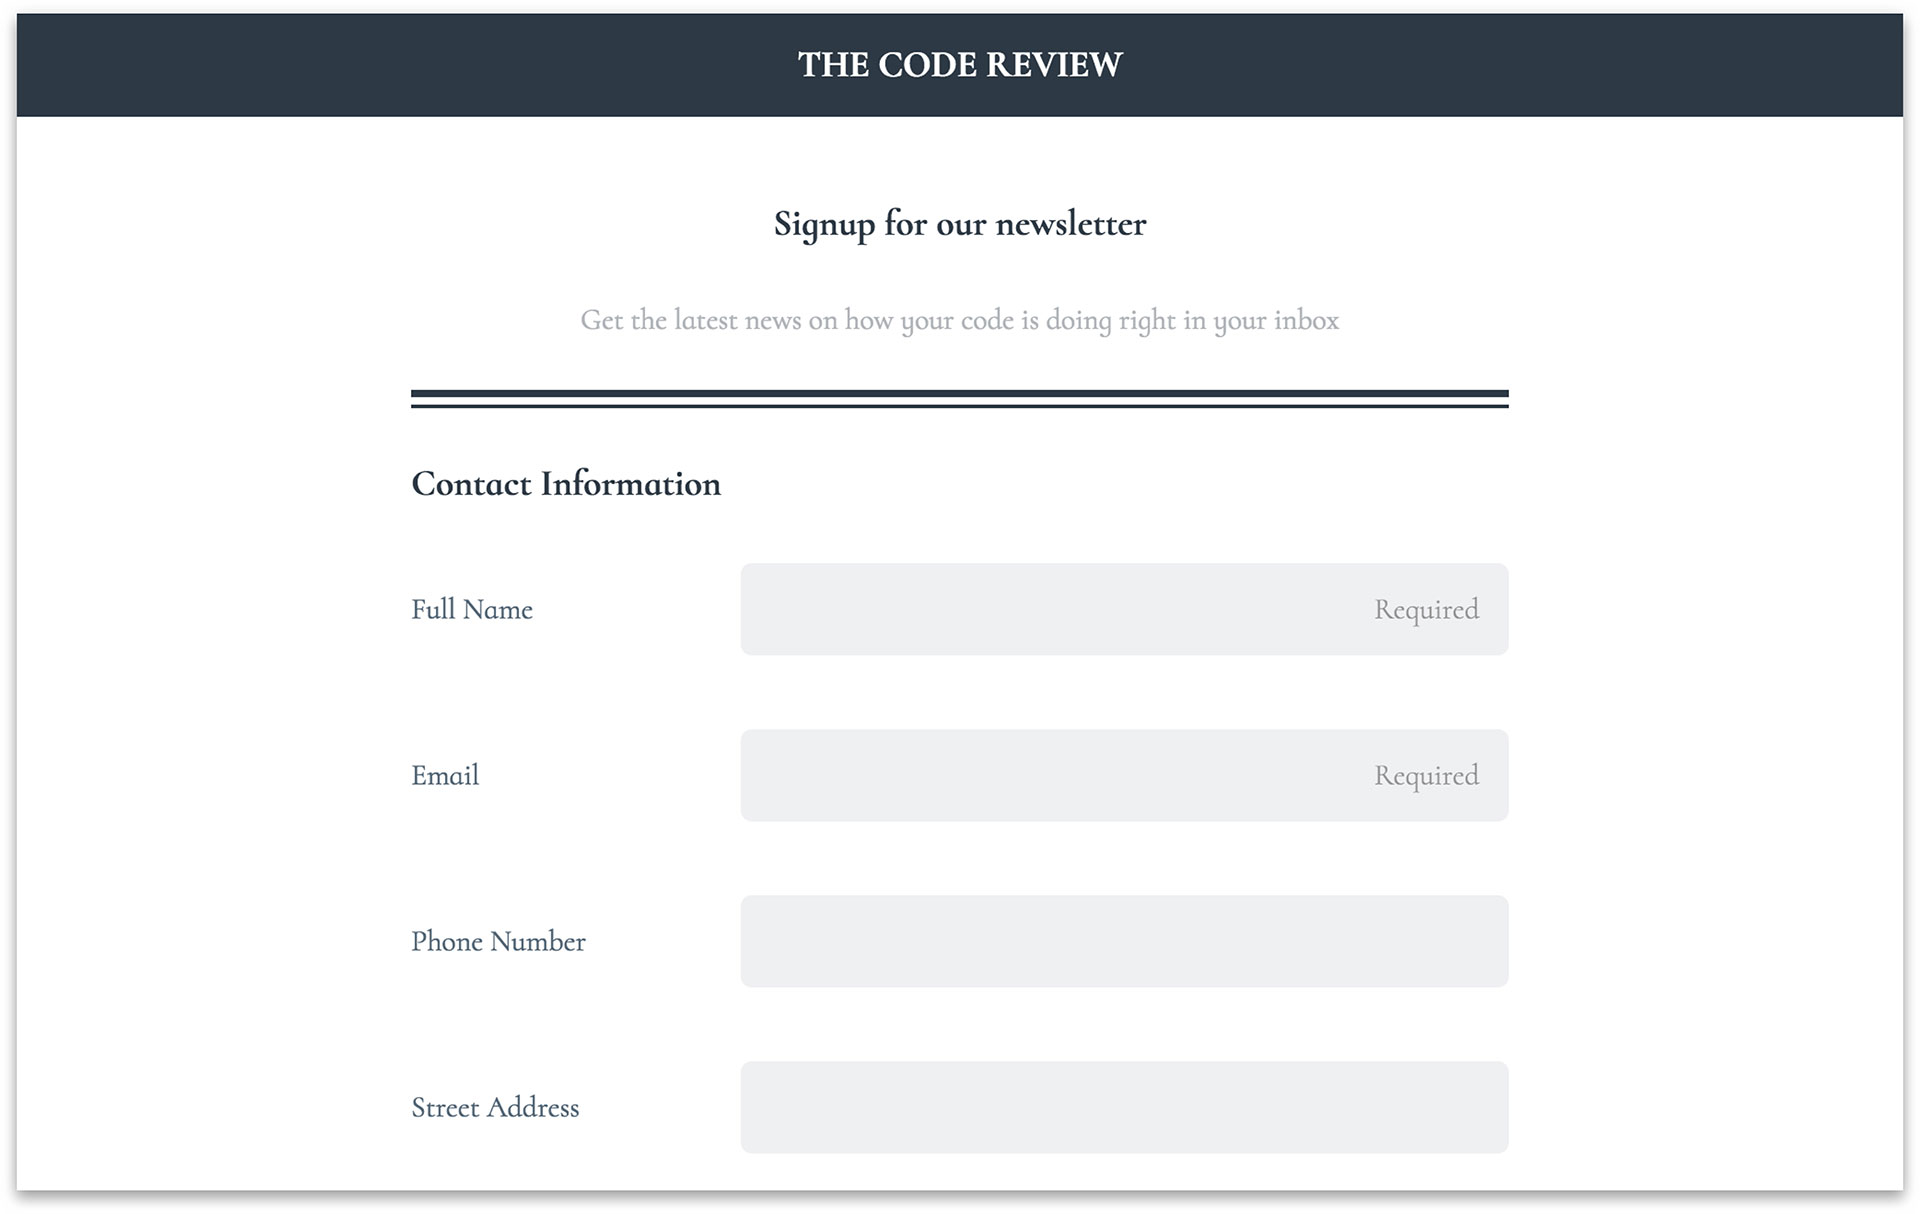 THE CODE REVIEW
Signup for our newsletter
Get the latest news on how your code is doing right in your inbox
Contact Information
Full Name
Required
Email
Required
Phone Number
Street Address